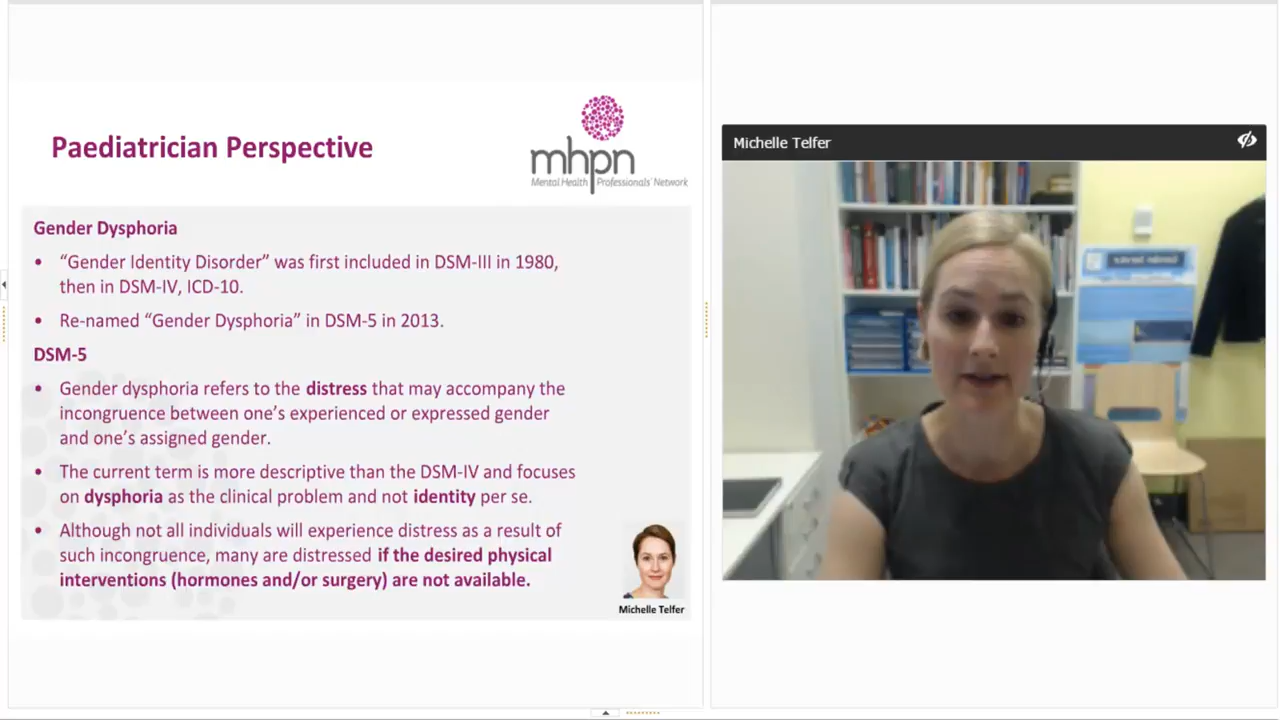 Paediatrician Perspective
mhpn
Mental Health Professionals' Network
Gender Dysphoria
• “Gender Identity Disorder” was first included in DSM-III in 1980,
then in DSM-IV, ICD-10.
• Re-named “Gender Dysphoria” in DSM-5 in 2013.
DSM-5
• Gender dysphoria refers to the distress that may accompany the
incongruence between one’s experienced or expressed gender
and one’s assigned gender.
• The current term is more descriptive than the DSM-IV and focuses
on dysphoria as the clinical problem and not identity per se.
• Although not all individuals will experience distress as a result of
such incongruence, many are distressed if the desired physical
interventions (hormones and/or surgery) are not available.
Michelle Telfer
Michelle Telfer
Gender Service